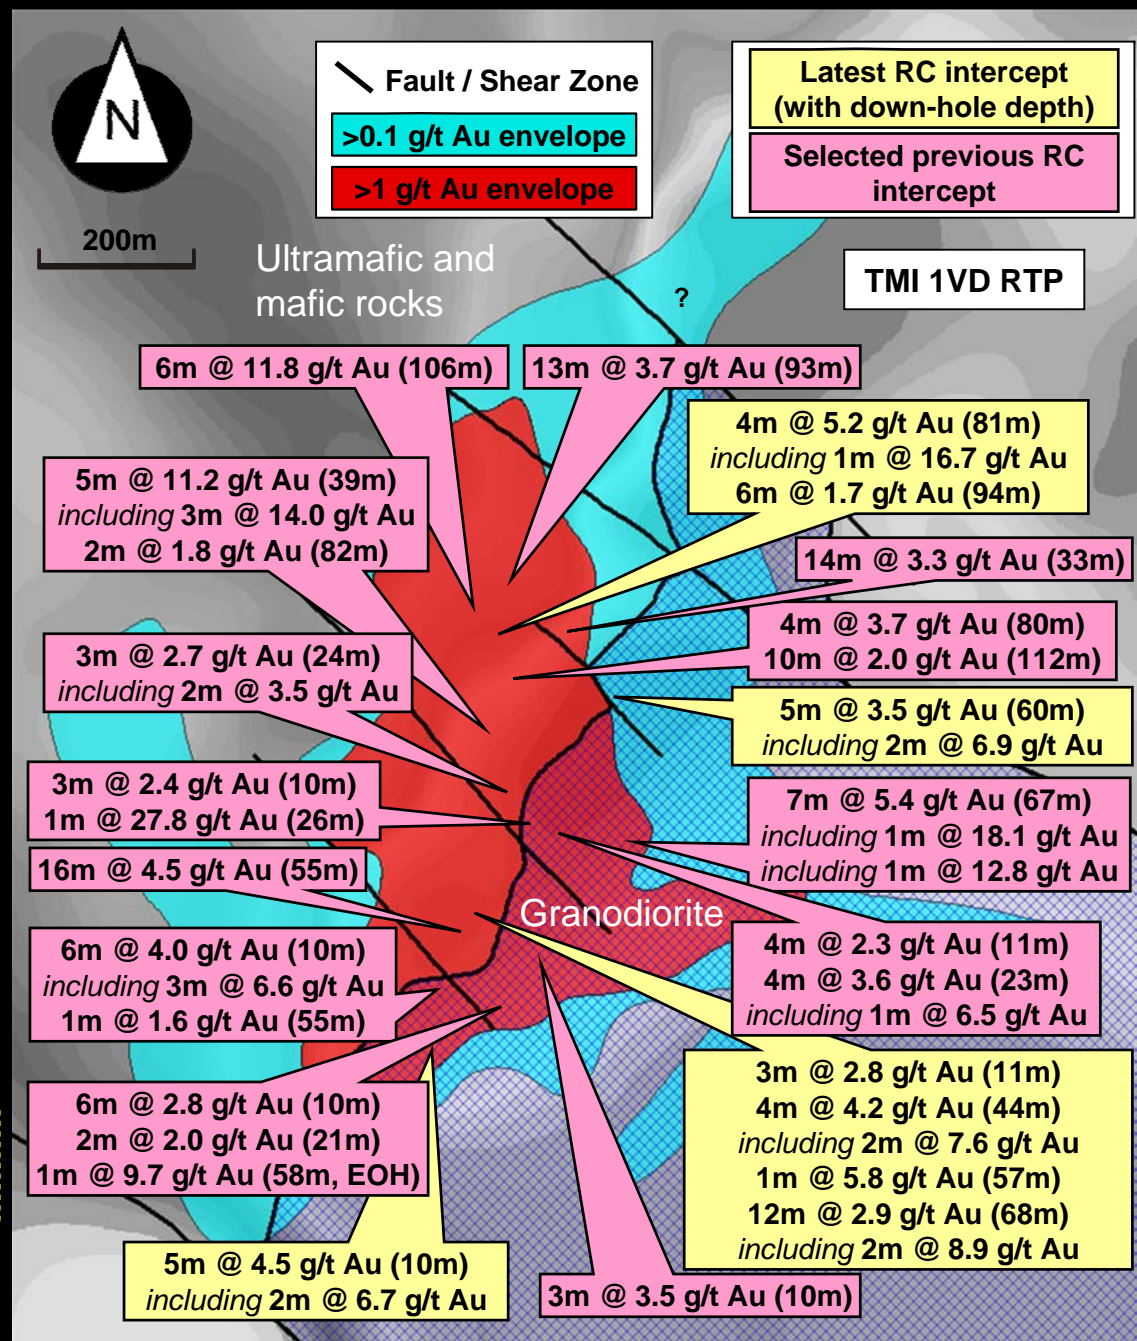 N
200m
Fault / Shear Zone
>0.1 g/t Au envelope
>1 g/t Au envelope
Latest RC intercept
(with down-hole depth)
Selected previous RC
intercept
TMI 1VD RTP
Ultramafic and
mafic rocks
?
6m @ 11.8 g/t Au (106m)
13m @ 3.7 g/t Au (93m)
4m @ 5.2 g/t Au (81m)
including 1m @ 16.7 g/t Au
6m @ 1.7 g/t Au (94m)
5m @ 11.2 g/t Au (39m)
including 3m @ 14.0 g/t Au
2m @ 1.8 g/t Au (82m)
14m @ 3.3 g/t Au (33m)
4m @ 3.7 g/t Au (80m)
10m @ 2.0 g/t Au (112m)
3m @ 2.7 g/t Au (24m)
including 2m @ 3.5 g/t Au
5m @ 3.5 g/t Au (60m)
including 2m @ 6.9 g/t Au
3m @ 2.4 g/t Au (10m)
1m @ 27.8 g/t Au (26m)
7m @ 5.4 g/t Au (67m)
including 1m @ 18.1 g/t Au
including 1m @ 12.8 g/t Au
16m @ 4.5 g/t Au (55m)
Granodiorite
6m @ 4.0 g/t Au (10m)
including 3m @ 6.6 g/t Au
1m @ 1.6 g/t Au (55m)
4m @ 2.3 g/t Au (11m)
4m @ 3.6 g/t Au (23m)
including 1m @ 6.5 g/t Au
6m @ 2.8 g/t Au (10m)
2m @ 2.0 g/t Au (21m)
1m @ 9.7 g/t Au (58m, EOH)
3m @ 2.8 g/t Au (11m)
4m @ 4.2 g/t Au (44m)
including 2m @ 7.6 g/t Au
1m @ 5.8 g/t Au (57m)
12m @ 2.9 g/t Au (68m)
including 2m @ 8.9 g/t Au
5m @ 4.5 g/t Au (10m)
including 2m @ 6.7 g/t Au
3m @ 3.5 g/t Au (10m)